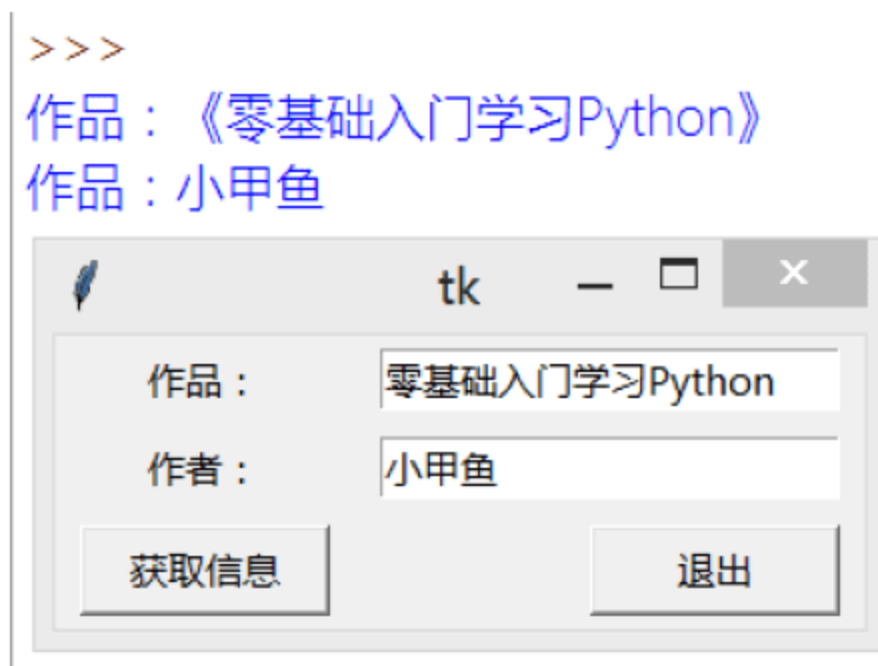 >>>
作品：《零基础入门学习Python》
作品：小甲鱼
tk
作品： 零基础入门学习Python
作者： 小甲鱼
获取信息 退出